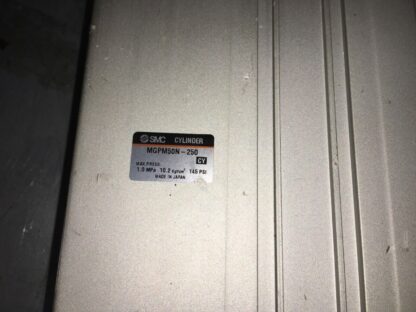 SMC CYLINDER
MGPM50N-250
CY
MAX.PRESS.
1.0 MPa 10.2 kgf/cm² 145 PSI
MADE IN JAPAN